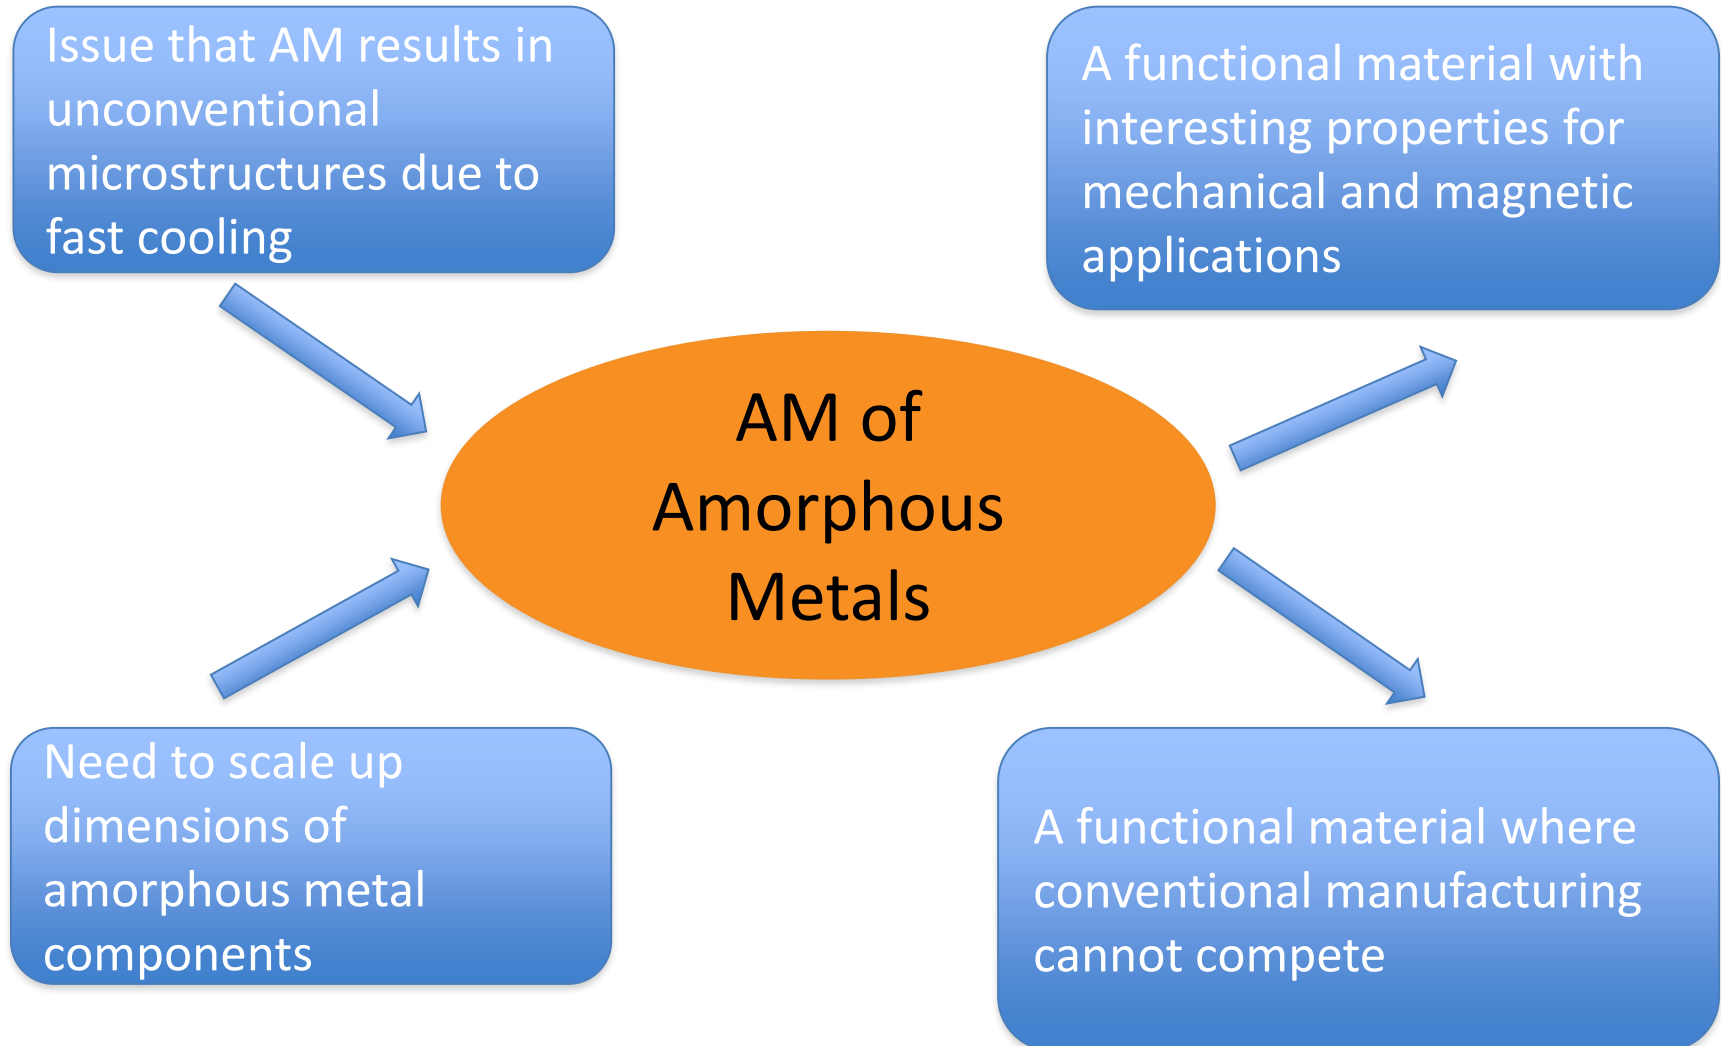 Issue that AM results in
unconventional
microstructures due to
fast cooling
A functional material with
interesting properties for
mechanical and magnetic
applications
AM of
Amorphous
Metals
Need to scale up
dimensions of
amorphous metal
components
A functional material where
conventional manufacturing
cannot compete